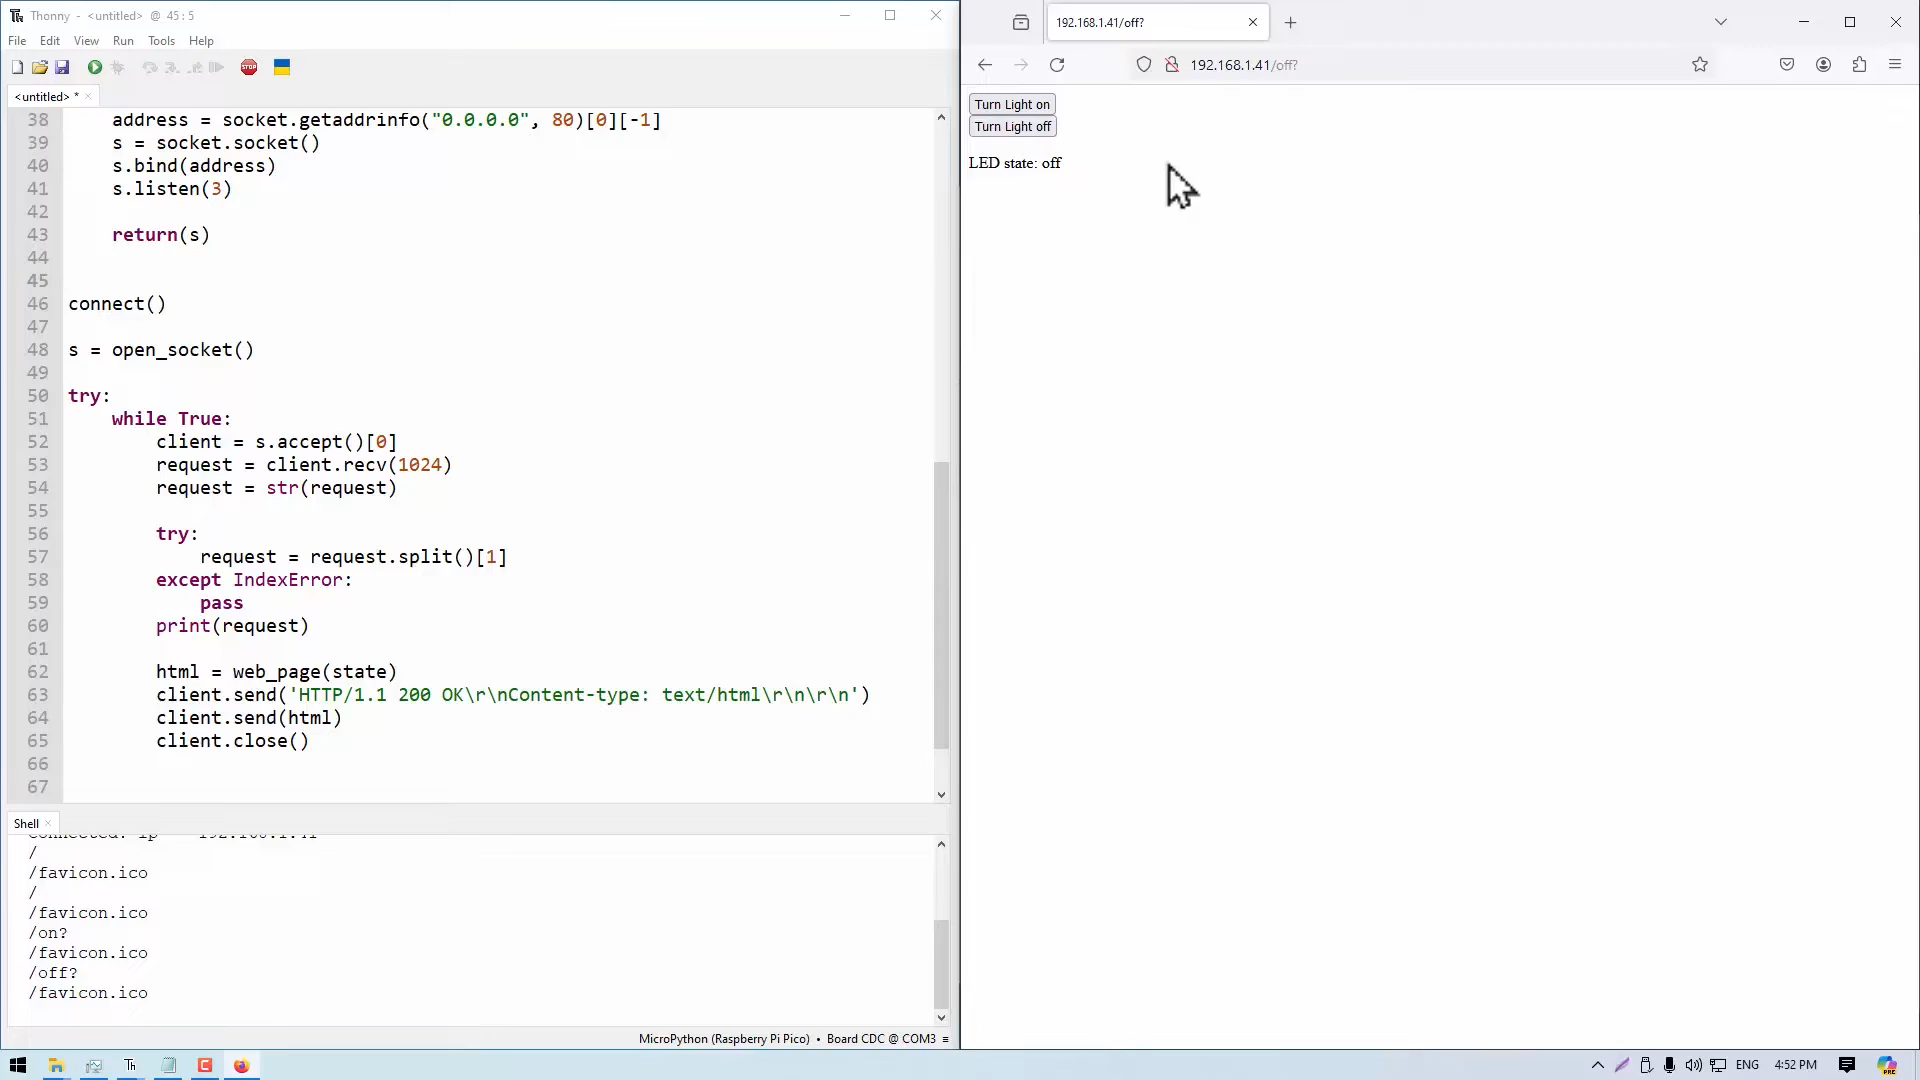 Thonny - <untitled> @ 45 : 5
File Edit View Run Tools Help
STOP
<untitled> *
38 address = socket.getaddrinfo("0.0.0.0", 80)[0][-1]
39 s = socket.socket()
40 s.bind(address)
41 s.listen(3)
42
43 return(s)
44
45
46 connect()
47
48 s = open_socket()
49
50 try:
51 while True:
52 client = s.accept()[0]
53 request = client.recv(1024)
54 request = str(request)
55
56 try:
57 request = request.split()[1]
58 except IndexError:
59 pass
60 print(request)
61
62 html = web_page(state)
63 client.send('HTTP/1.1 200 OK\r\nContent-type: text/html\r\n\r\n')
64 client.send(html)
65 client.close()
66
67
Shell
/
/favicon.ico
/
/favicon.ico
/on?
/favicon.ico
/off?
/favicon.ico
MicroPython (Raspberry Pi Pico) • Board CDC @ COM3 ≡
192.168.1.41/off?
192.168.1.41/off?
Turn Light on
Turn Light off
LED state: off
ENG 4:52 PM